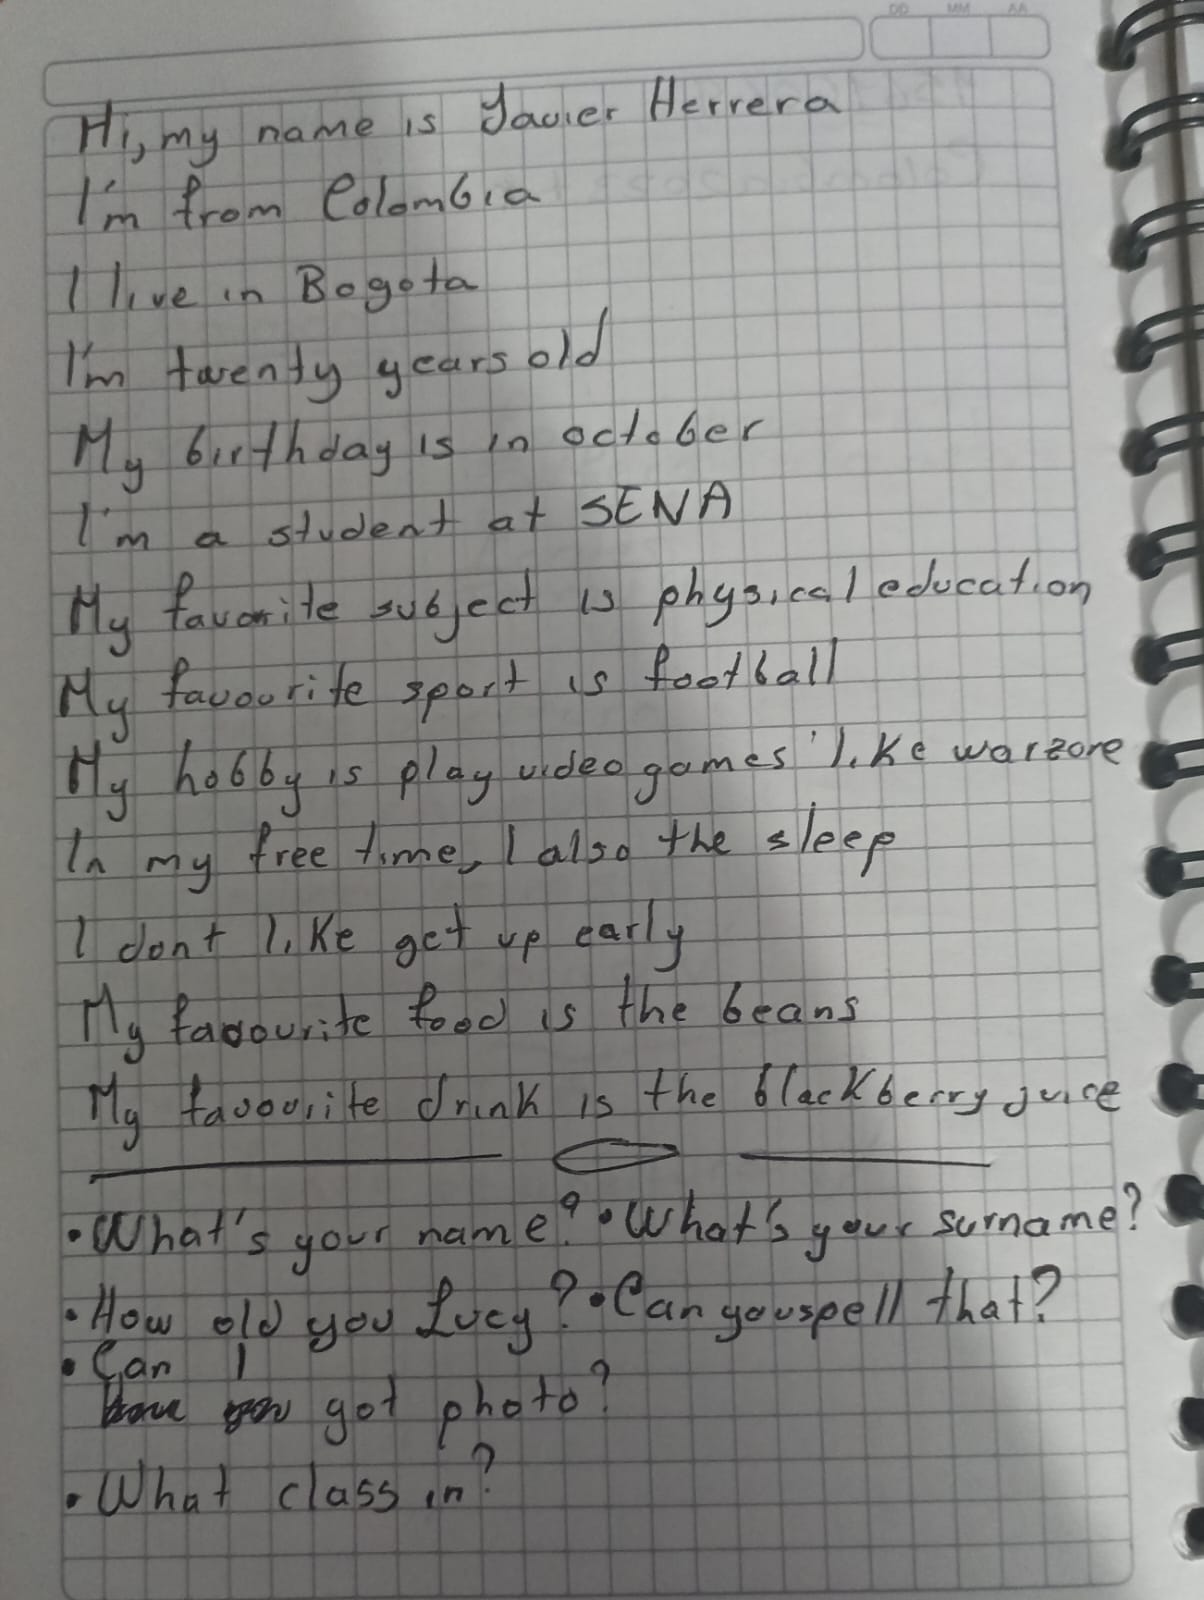 DD MM AA
Hi, my name is Javier Herrera
I'm from Colombia
I live in Bogota
I'm twenty years old
My birthday is in october
I'm a student at SENA
My favorite subject is physical education
My favourite sport is football
My hobby is play videogames like warzone
In my free time, I also the sleep
I dont like get up early
My favourite food is the beans
My favourite drink is the blackberry juice
• What's your name? • What's your surname?
• How old you Lucy? • Can you spell that?
• Can I
got photo?
• What class in?